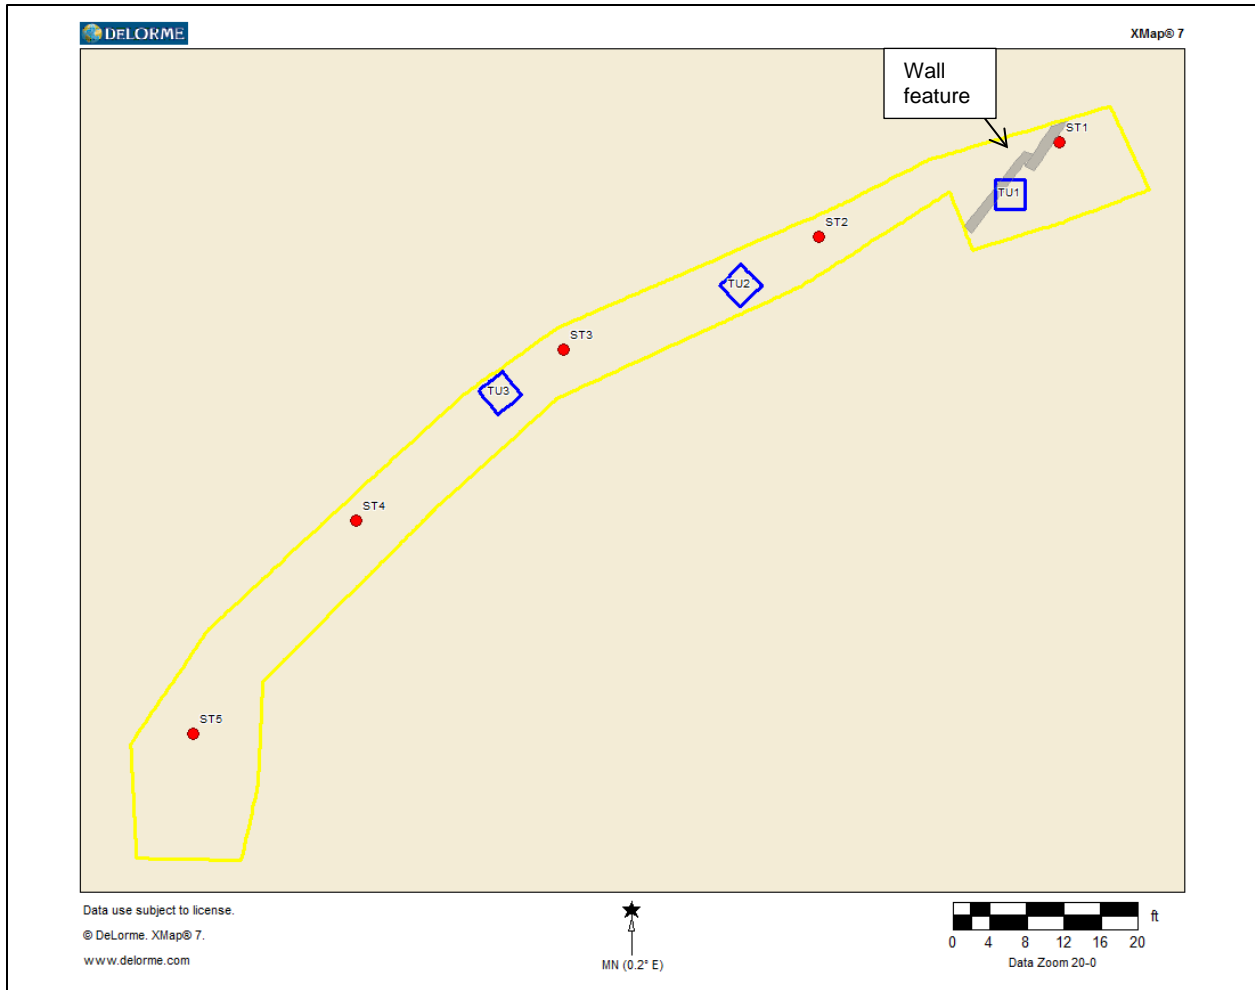 DELORME
XMap® 7
Wall
feature
ST1
TU1
ST2
TU2
ST3
TU3
ST4
ST5
Data use subject to license.
© DeLorme. XMap® 7.
www.delorme.com
MN (0.2° E)
ft
0 4 8 12 16 20
Data Zoom 20-0